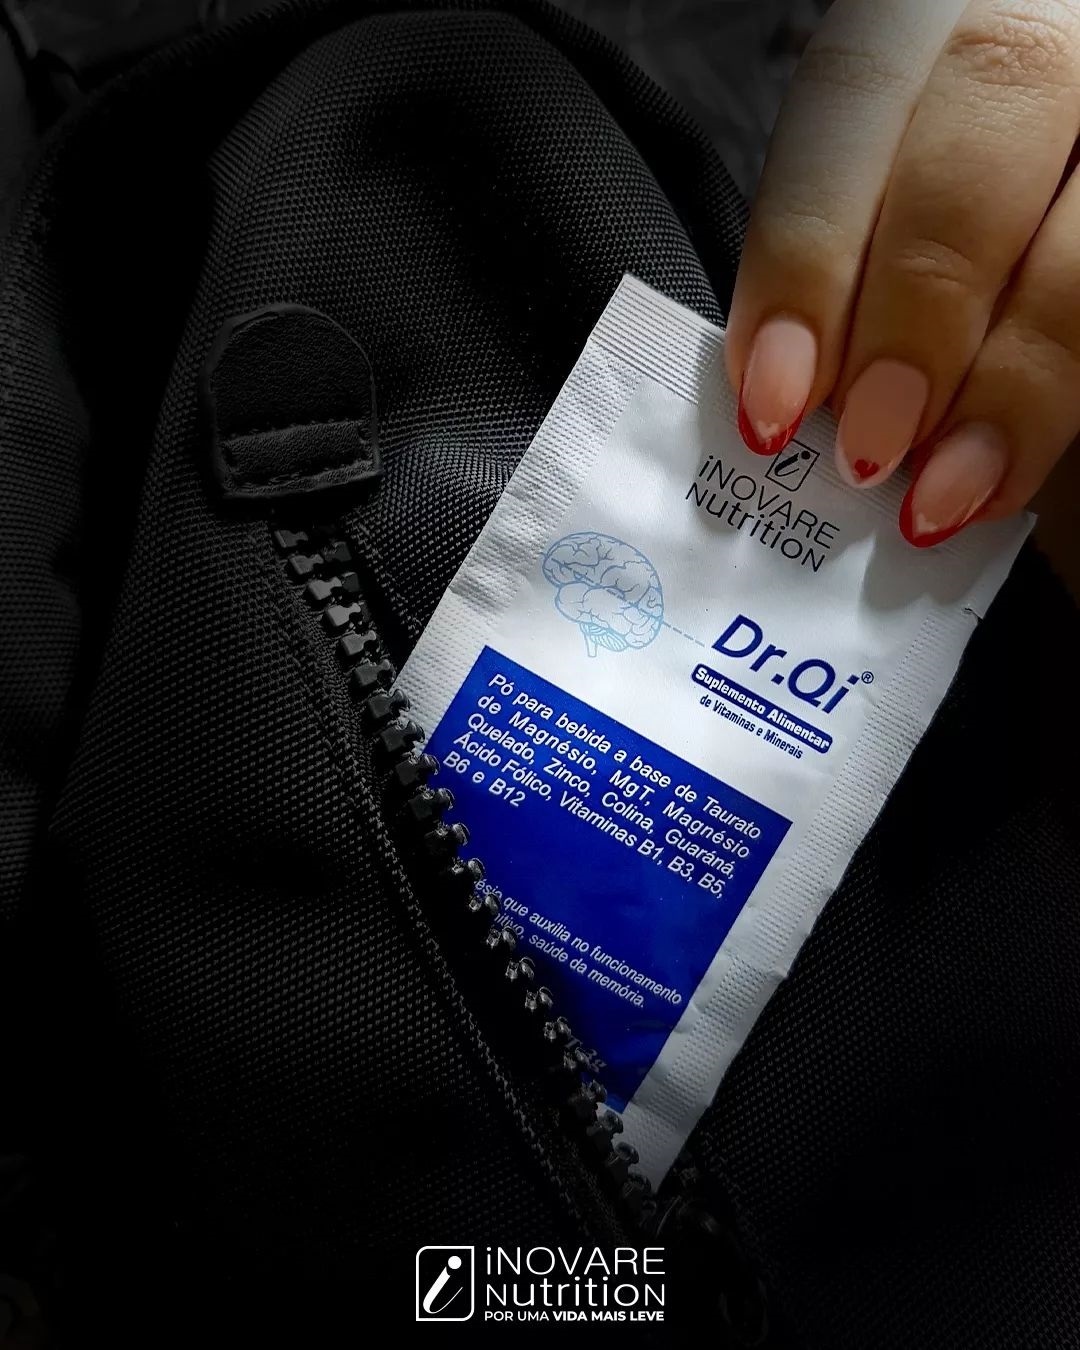 iNOVARE
Nutrition
Dr.Qi®
Suplemento Alimentar
de Vitaminas e Minerais
Pó para bebida a base de Taurato
de Magnésio, MgT, Magnésio
Quelado, Zinco, Colina, Guaráná,
Ácido Fólico, Vitaminas B1, B3, B5,
B6 e B12
que auxilia no funcionamento
saúde da memória.
iNOVARE
Nutrition
POR UMA VIDA MAIS LEVE